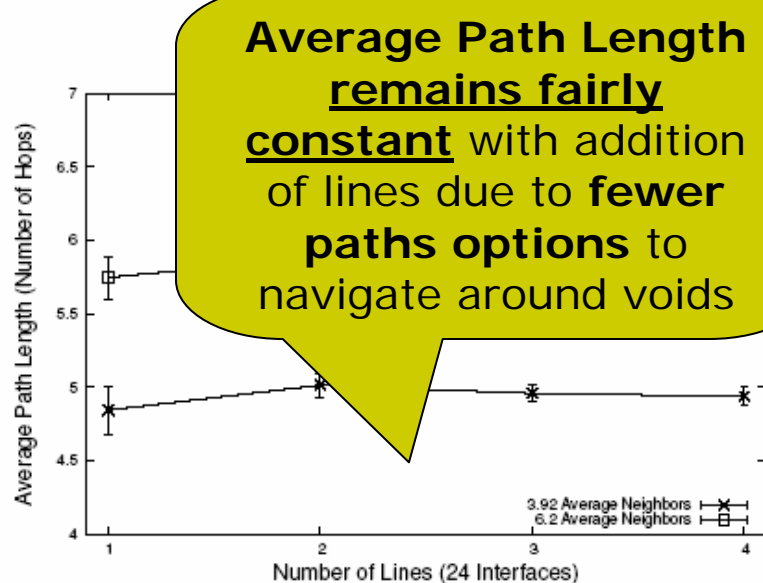 Average Path Length
remains fairly
constant with addition
of lines due to fewer
paths options to
navigate around voids
Average Path Length (Number of Hops)
7
6.5
6
5.5
5
4.5
4
3.92 Average Neighbors
6.2 Average Neighbors
1
2
3
4
Number of Lines (24 Interfaces)